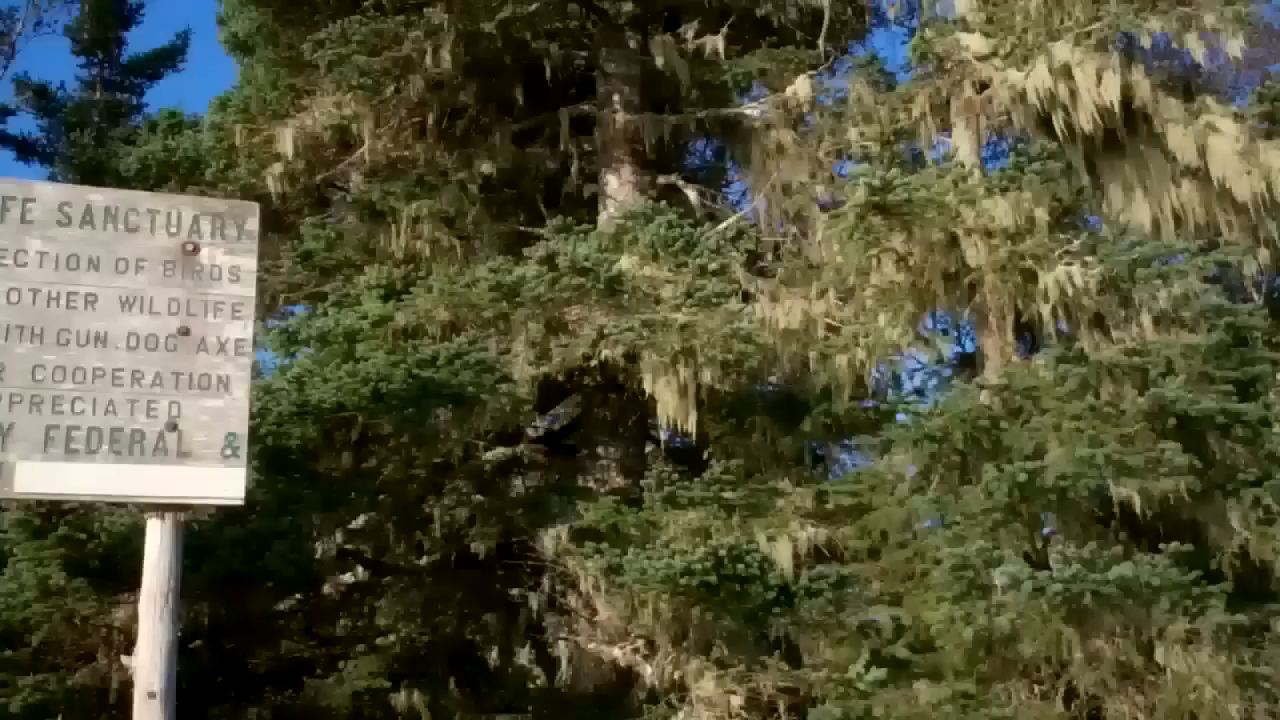 FE SANCTUARY
ECTION OF BIRDS
OTHER WILDLIFE
ITH GUN. DOG AXE
R COOPERATION
PPRECIATED
Y FEDERAL &